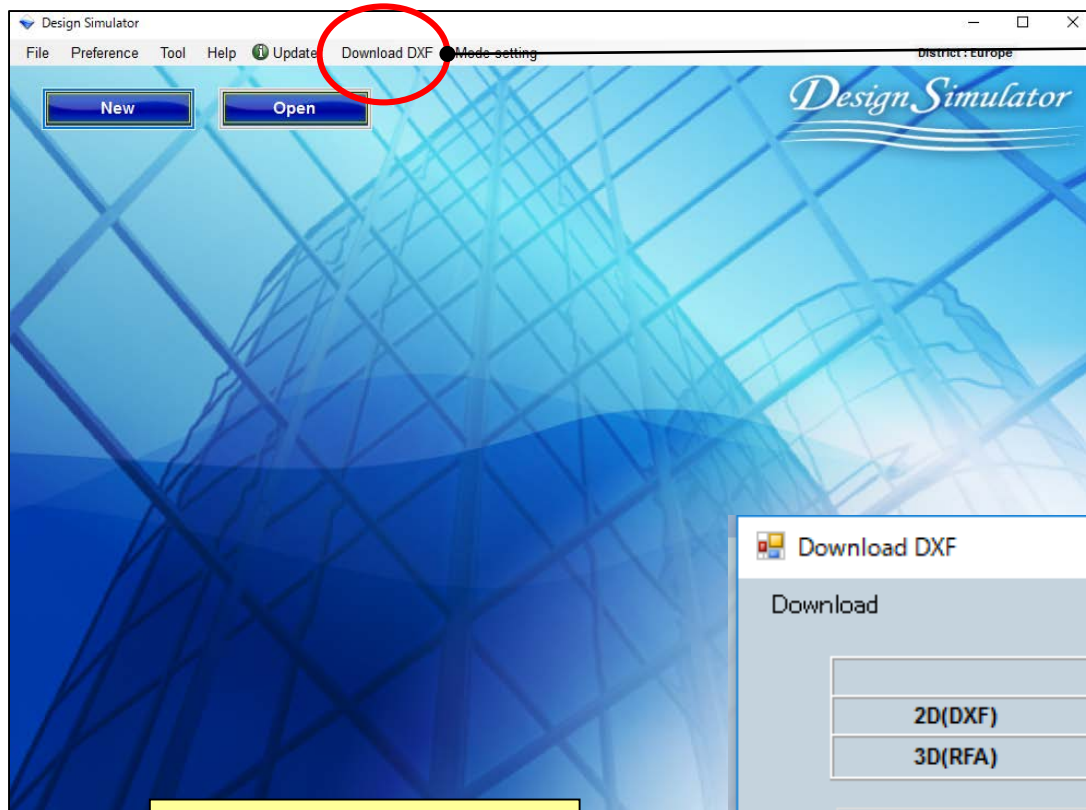 Design Simulator
File Preference Tool Help Update Download DXF Mode setting District : Europe
New Open Design Simulator
Download DXF
Download
2D(DXF)
3D(RFA)